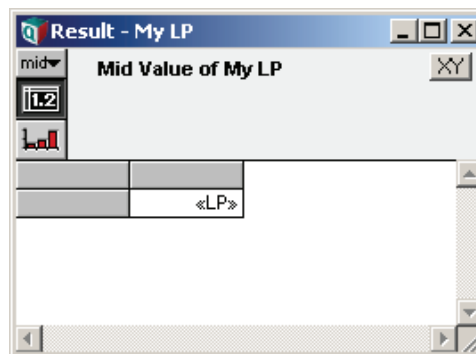 Result - My LP
mid
Mid Value of My LP
XY
1.2
«LP»